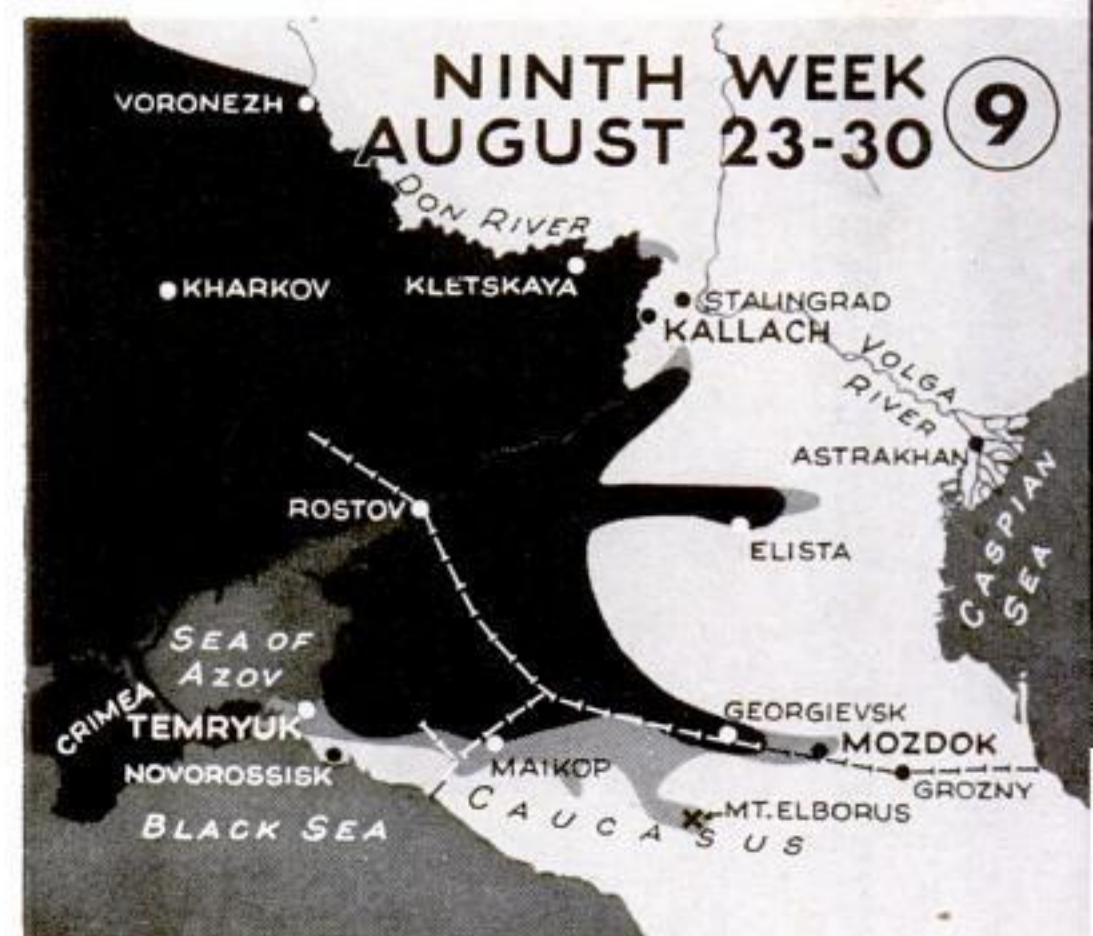 NINTH WEEK
AUGUST 23-30
9
VORONEZH
DON RIVER
KHARKOV
KLETSKAYA
STALINGRAD
KALLACH
VOLGA
RIVER
ASTRAKHAN
ROSTOV
ELISTA
CASPIAN
SEA
SEA OF
AZOV
CRIMEA
TEMRYUK
GEORGIEVSK
MOZDOK
NOVOROSSISK
MAIKOP
GROZNY
CAUCASUS
MT. ELBORUS
BLACK SEA